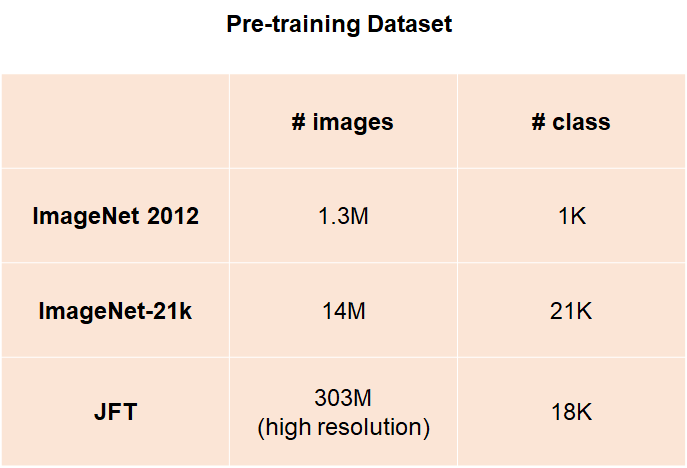 Pre-training Dataset
# images # class
ImageNet 2012 1.3M 1K
ImageNet-21k 14M 21K
JFT 303M (high resolution) 18K